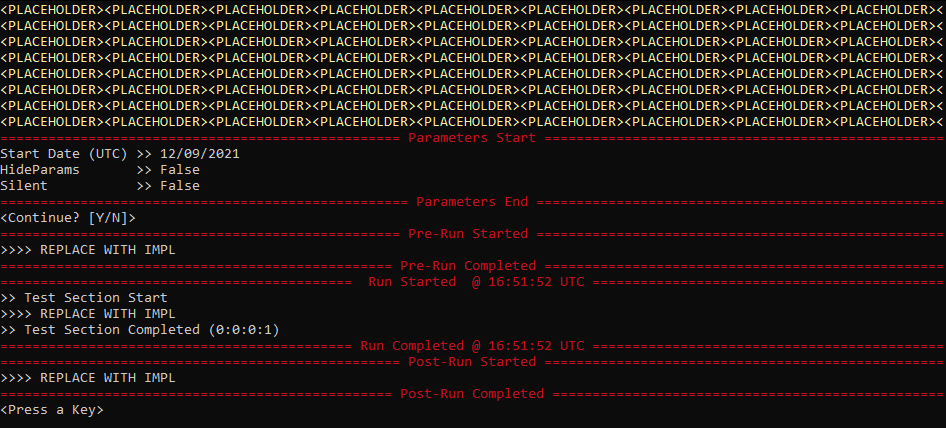 <PLACEHOLDER><PLACEHOLDER><PLACEHOLDER><PLACEHOLDER><PLACEHOLDER><PLACEHOLDER><PLACEHOLDER><PLACEHOLDER><PLACEHOLDER><
<PLACEHOLDER><PLACEHOLDER><PLACEHOLDER><PLACEHOLDER><PLACEHOLDER><PLACEHOLDER><PLACEHOLDER><PLACEHOLDER><PLACEHOLDER><
<PLACEHOLDER><PLACEHOLDER><PLACEHOLDER><PLACEHOLDER><PLACEHOLDER><PLACEHOLDER><PLACEHOLDER><PLACEHOLDER><PLACEHOLDER><
<PLACEHOLDER><PLACEHOLDER><PLACEHOLDER><PLACEHOLDER><PLACEHOLDER><PLACEHOLDER><PLACEHOLDER><PLACEHOLDER><PLACEHOLDER><
<PLACEHOLDER><PLACEHOLDER><PLACEHOLDER><PLACEHOLDER><PLACEHOLDER><PLACEHOLDER><PLACEHOLDER><PLACEHOLDER><PLACEHOLDER><
<PLACEHOLDER><PLACEHOLDER><PLACEHOLDER><PLACEHOLDER><PLACEHOLDER><PLACEHOLDER><PLACEHOLDER><PLACEHOLDER><PLACEHOLDER><
<PLACEHOLDER><PLACEHOLDER><PLACEHOLDER><PLACEHOLDER><PLACEHOLDER><PLACEHOLDER><PLACEHOLDER><PLACEHOLDER><PLACEHOLDER><
<PLACEHOLDER><PLACEHOLDER><PLACEHOLDER><PLACEHOLDER><PLACEHOLDER><PLACEHOLDER><PLACEHOLDER><PLACEHOLDER><PLACEHOLDER><
================================================== Parameters Start ==================================================
Start Date (UTC) >> 12/09/2021
HideParams       >> False
Silent           >> False
=================================================== Parameters End ===================================================
<Continue? [Y/N]>
================================================== Pre-Run Started ===================================================
>>>> REPLACE WITH IMPL
================================================= Pre-Run Completed ==================================================
============================================  Run Started  @ 16:51:52 UTC ============================================
>> Test Section Start
>>>> REPLACE WITH IMPL
>> Test Section Completed (0:0:0:1)
============================================ Run Completed @ 16:51:52 UTC ============================================
================================================== Post-Run Started ==================================================
>>>> REPLACE WITH IMPL
================================================= Post-Run Completed =================================================
<Press a Key>